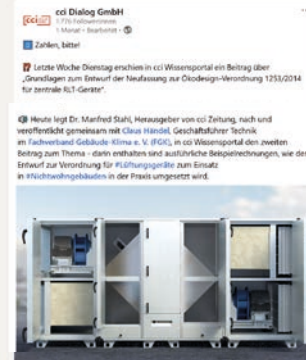 cci
cci Dialog GmbH
1.776 Follower:innen
1 Monat • Bearbeitet •
Zahlen, bitte!
Letzte Woche Dienstag erschien in cci Wissensportal ein Beitrag über
„Grundlagen zum Entwurf der Neufassung zur Ökodesign-Verordnung 1253/2014
für zentrale RLT-Geräte".
Heute legt Dr. Manfred Stahl, Herausgeber von cci Zeitung, nach und
veröffentlicht gemeinsam mit Claus Händel, Geschäftsführer Technik
im Fachverband Gebäude-Klima e. V. (FGK), in cci Wissensportal den zweiten
Beitrag zum Thema - darin enthalten sind ausführliche Beispielrechnungen, wie der
Entwurf zur Verordnung für #Lüftungsgeräte zum Einsatz
in #Nichtwohngebäuden in der Praxis umgesetzt wird.